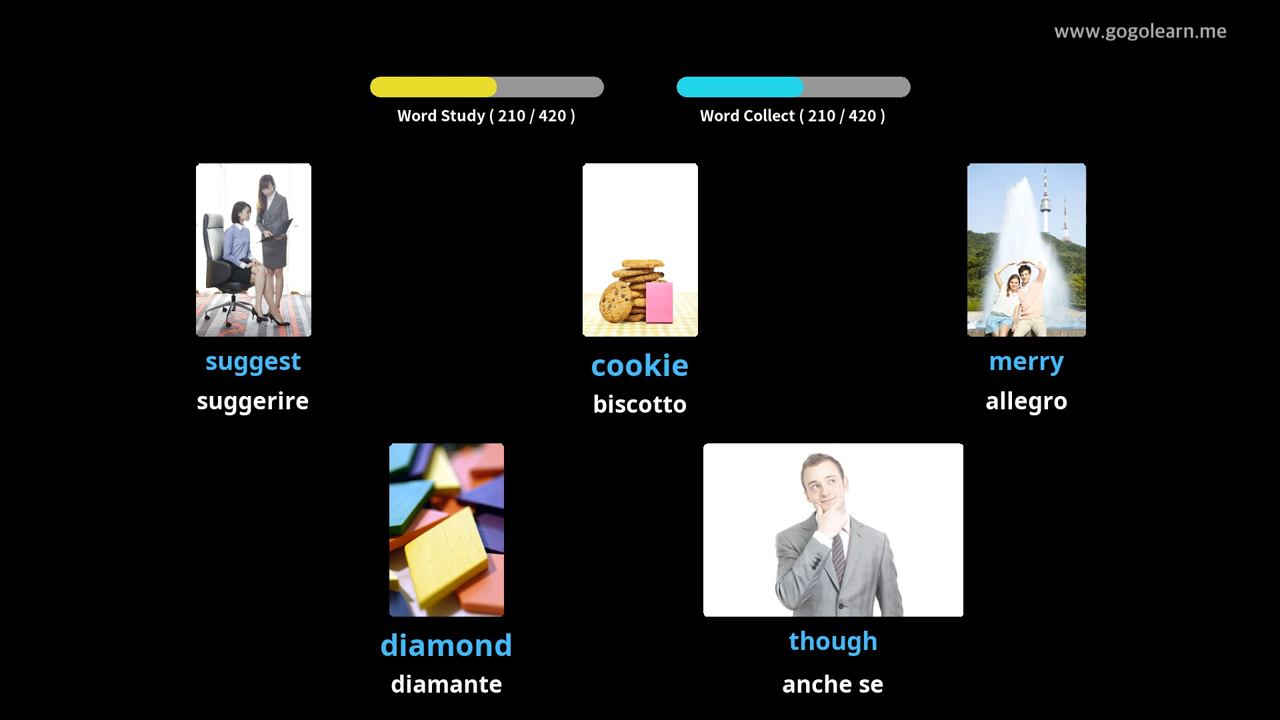 www.gogolearn.me
Word Study ( 210 / 420 )
Word Collect ( 210 / 420 )
suggest
suggerire
cookie
biscotto
merry
allegro
diamond
diamante
though
anche se